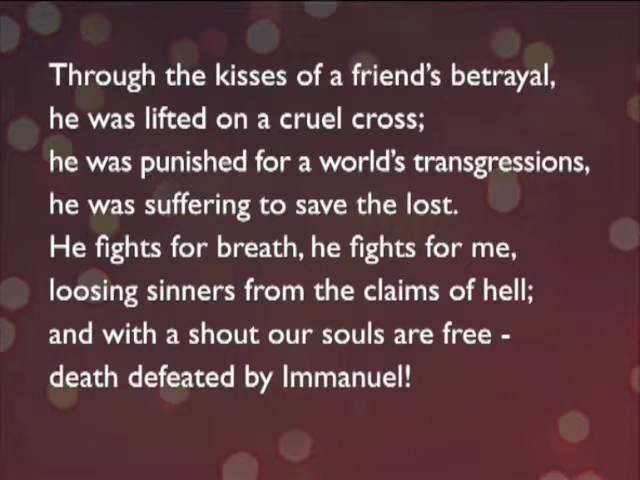 Through the kisses of a friend's betrayal,
he was lifted on a cruel cross;
he was punished for a world's transgressions,
he was suffering to save the lost.
He fights for breath, he fights for me,
loosing sinners from the claims of hell;
and with a shout our souls are free -
death defeated by Immanuel!